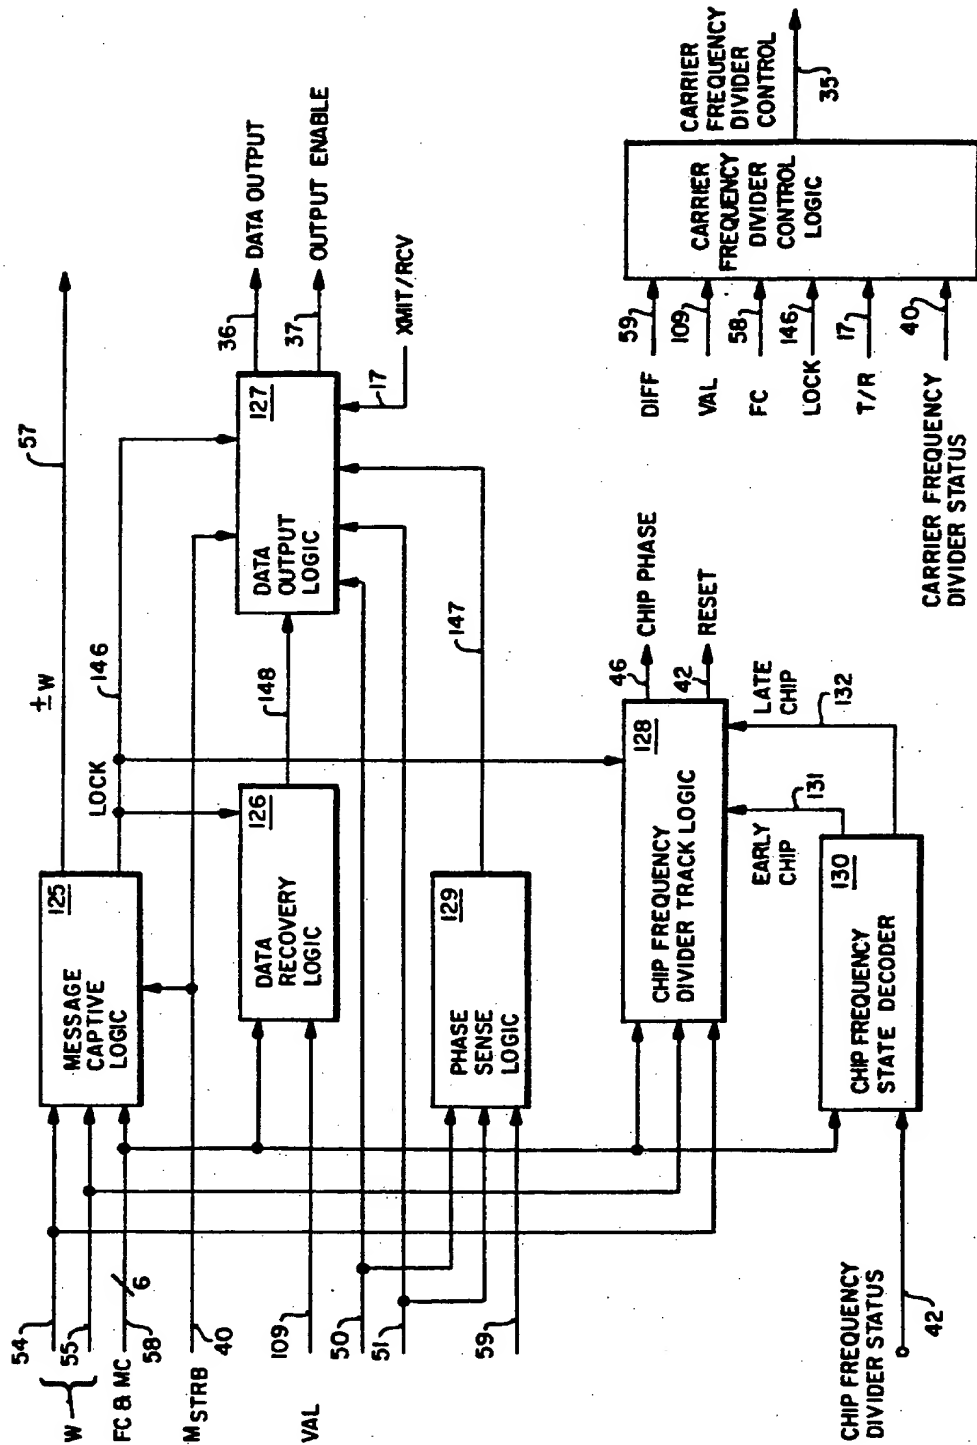 57
± W
LOCK
146
125
MESSAGE
CAPTIVE
LOGIC
54
55
W
FC & MC
6
58
MSTRB
40
126
DATA
RECOVERY
LOGIC
148
127
DATA
OUTPUT
LOGIC
36
DATA OUTPUT
37
OUTPUT ENABLE
17
XMIT/RCV
109
VAL
50
51
59
129
PHASE
SENSE
LOGIC
147
128
CHIP FREQUENCY
DIVIDER TRACK LOGIC
46
CHIP PHASE
42
RESET
EARLY
CHIP
131
LATE
CHIP
132
130
CHIP FREQUENCY
STATE DECODER
CHIP FREQUENCY
DIVIDER STATUS
42
DIFF
59
VAL
109
FC
58
LOCK
146
T/R
17
CARRIER FREQUENCY
DIVIDER STATUS
40
CARRIER
FREQUENCY
DIVIDER
CONTROL
LOGIC
CARRIER
FREQUENCY
DIVIDER
CONTROL
35